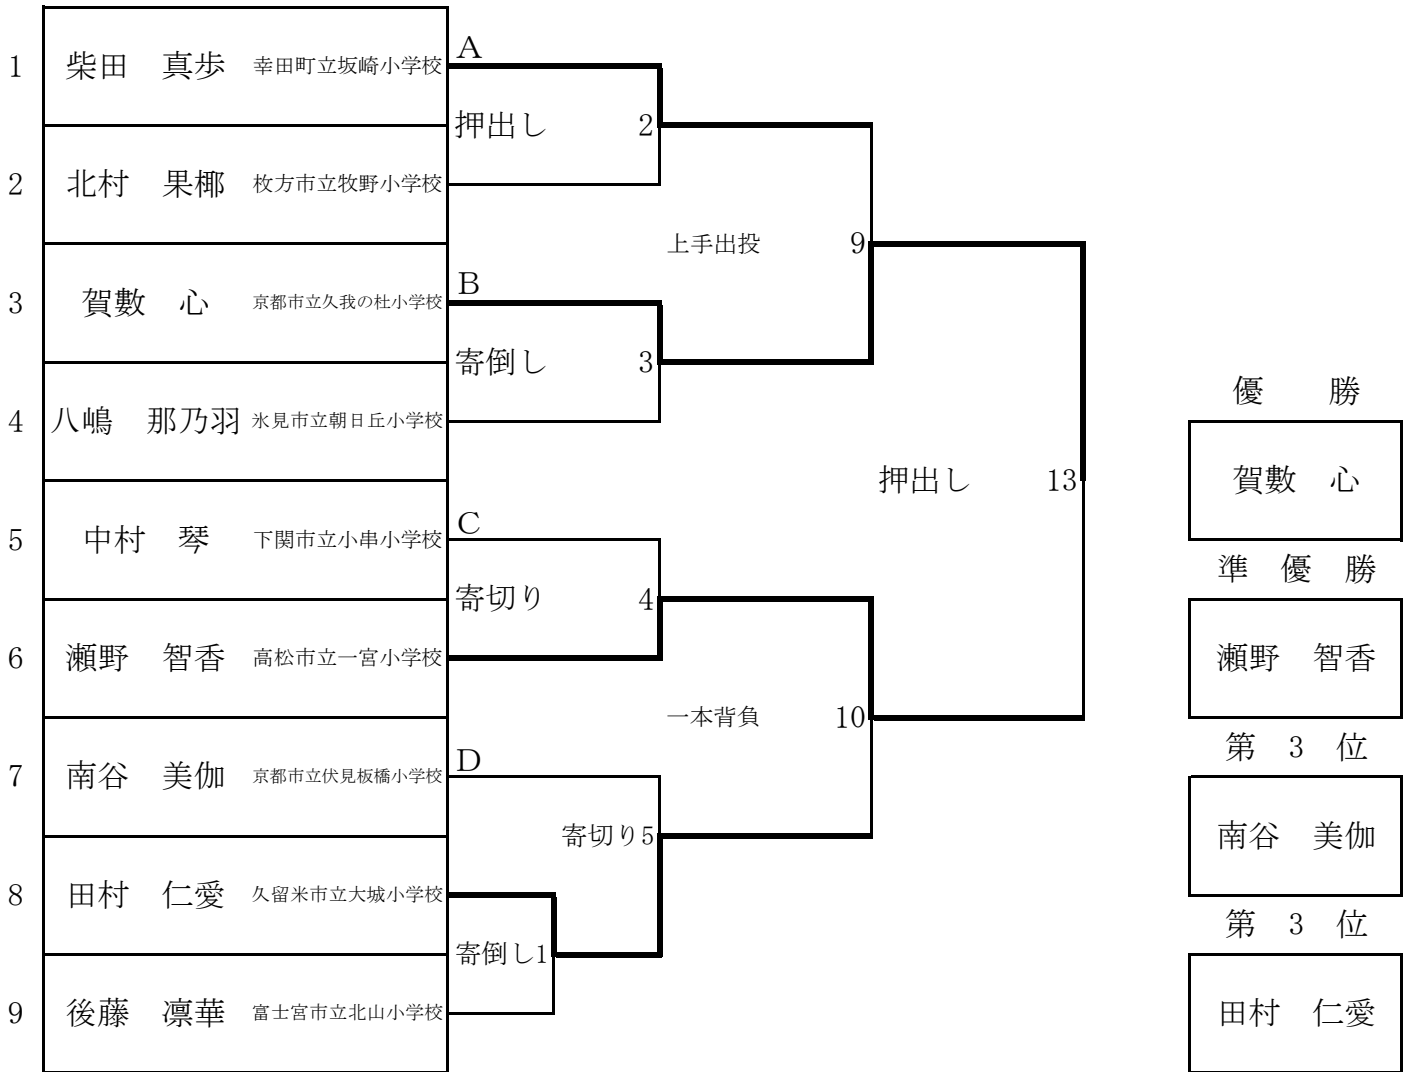 1 柴田　真歩 幸田町立坂崎小学校 A
押出し 2
2 北村　果椰 枚方市立牧野小学校
上手出投 9
3 賀數　心 京都市立久我の杜小学校 B
寄倒し 3
4 八嶋　那乃羽 氷見市立朝日丘小学校
押出し 13
5 中村　琴 下関市立小串小学校 C
寄切り 4
6 瀬野　智香 高松市立一宮小学校
一本背負 10
7 南谷　美伽 京都市立伏見板橋小学校 D
寄切り 5
8 田村　仁愛 久留米市立大城小学校
寄倒し 1
9 後藤　凛華 富士宮市立北山小学校
優　勝
賀數　心
準　優　勝
瀬野　智香
第　3　位
南谷　美伽
第　3　位
田村　仁愛